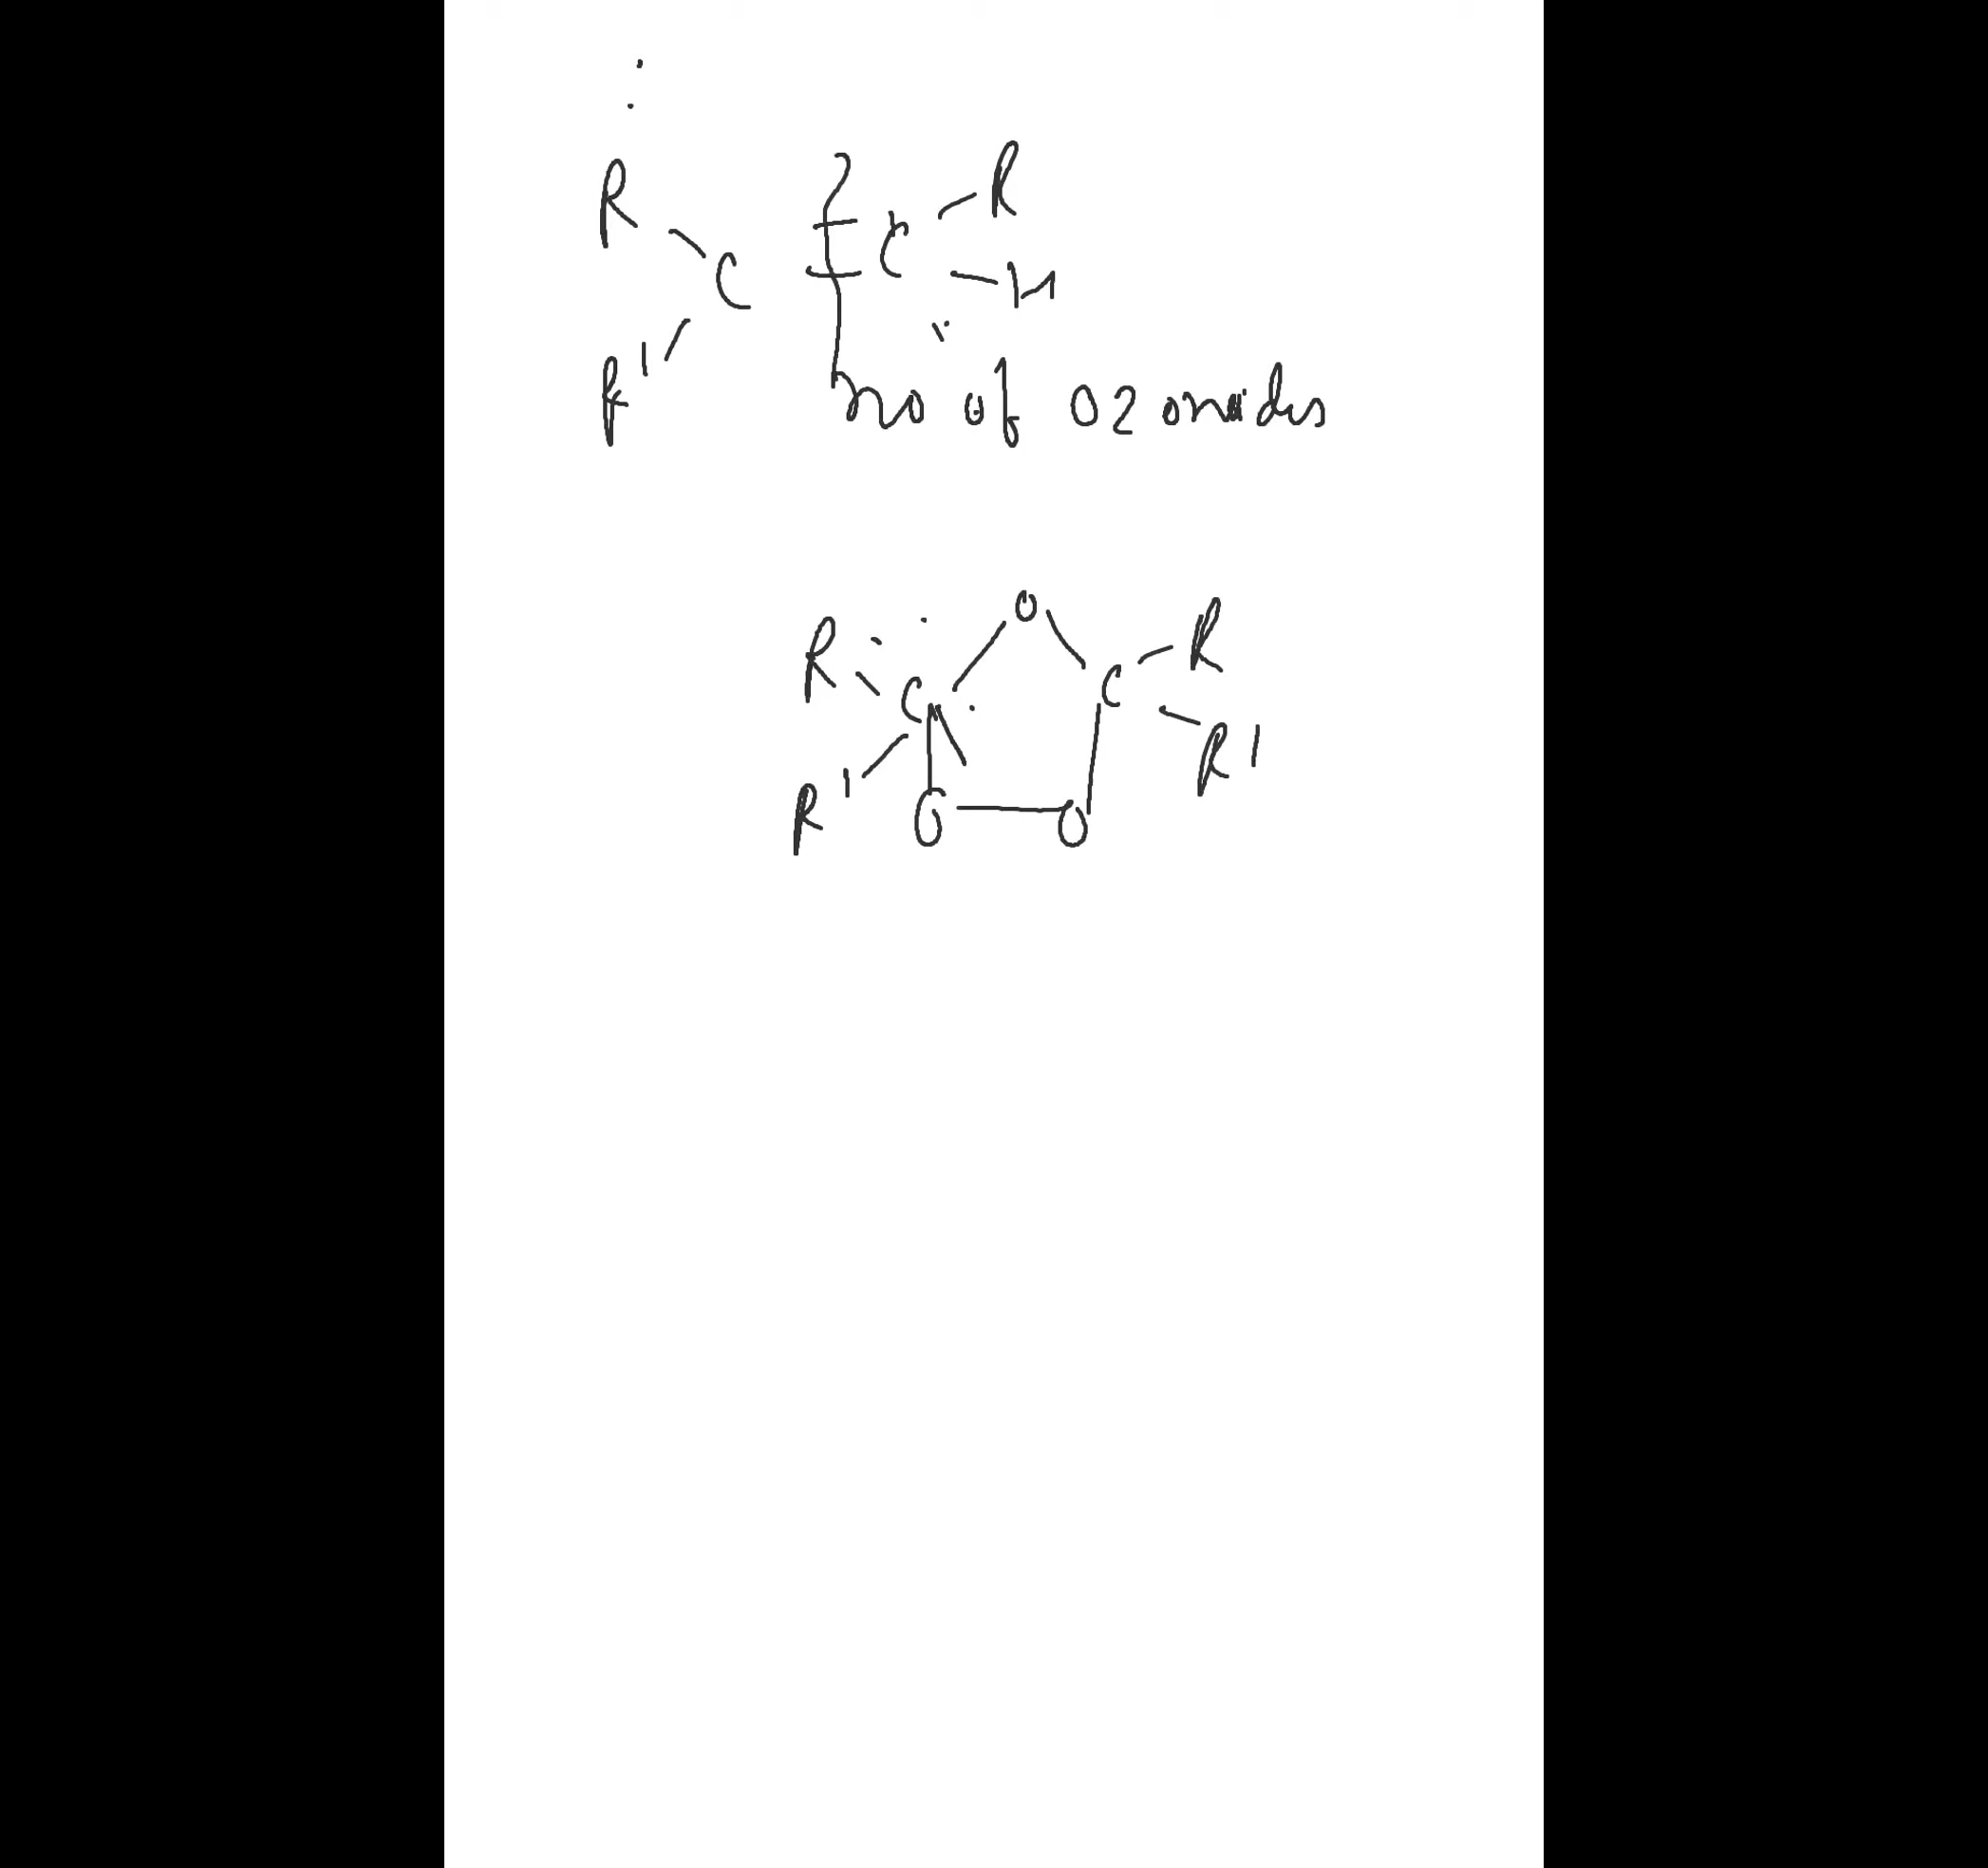 R
C C R
H
R'
no of Ozonides
O
R C C R
R' R'
O O